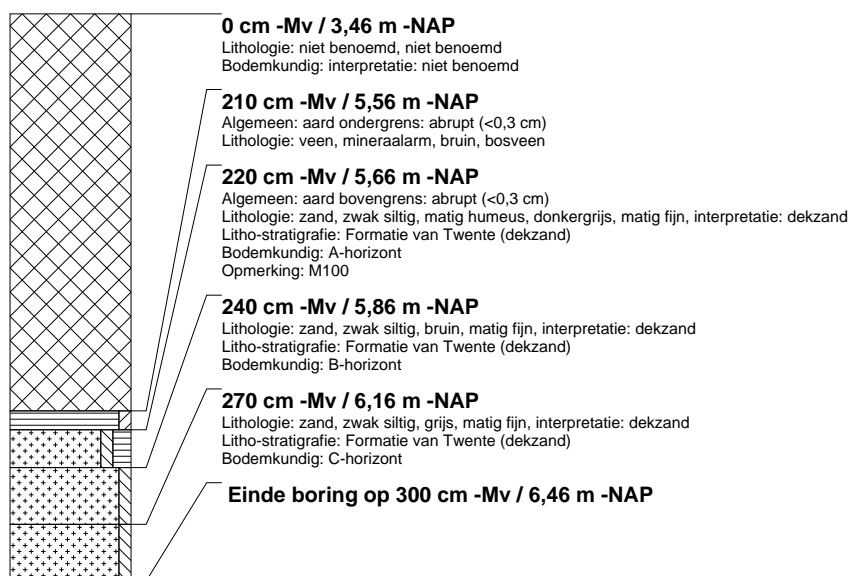 0 cm -Mv / 3,46 m -NAP
Lithologie: niet benoemd, niet benoemd
Bodemkundig: interpretatie: niet benoemd
210 cm -Mv / 5,56 m -NAP
Algemeen: aard ondergrens: abrupt (<0,3 cm)
Lithologie: veen, mineraalarm, bruin, bosveen
220 cm -Mv / 5,66 m -NAP
Algemeen: aard bovengrens: abrupt (<0,3 cm)
Lithologie: zand, zwak siltig, matig humeus, donkergrijs, matig fijn, interpretatie: dekzand
Litho-stratigrafie: Formatie van Twente (dekzand)
Bodemkundig: A-horizont
Opmerking: M100
240 cm -Mv / 5,86 m -NAP
Lithologie: zand, zwak siltig, bruin, matig fijn, interpretatie: dekzand
Litho-stratigrafie: Formatie van Twente (dekzand)
Bodemkundig: B-horizont
270 cm -Mv / 6,16 m -NAP
Lithologie: zand, zwak siltig, grijs, matig fijn, interpretatie: dekzand
Litho-stratigrafie: Formatie van Twente (dekzand)
Bodemkundig: C-horizont
Einde boring op 300 cm -Mv / 6,46 m -NAP